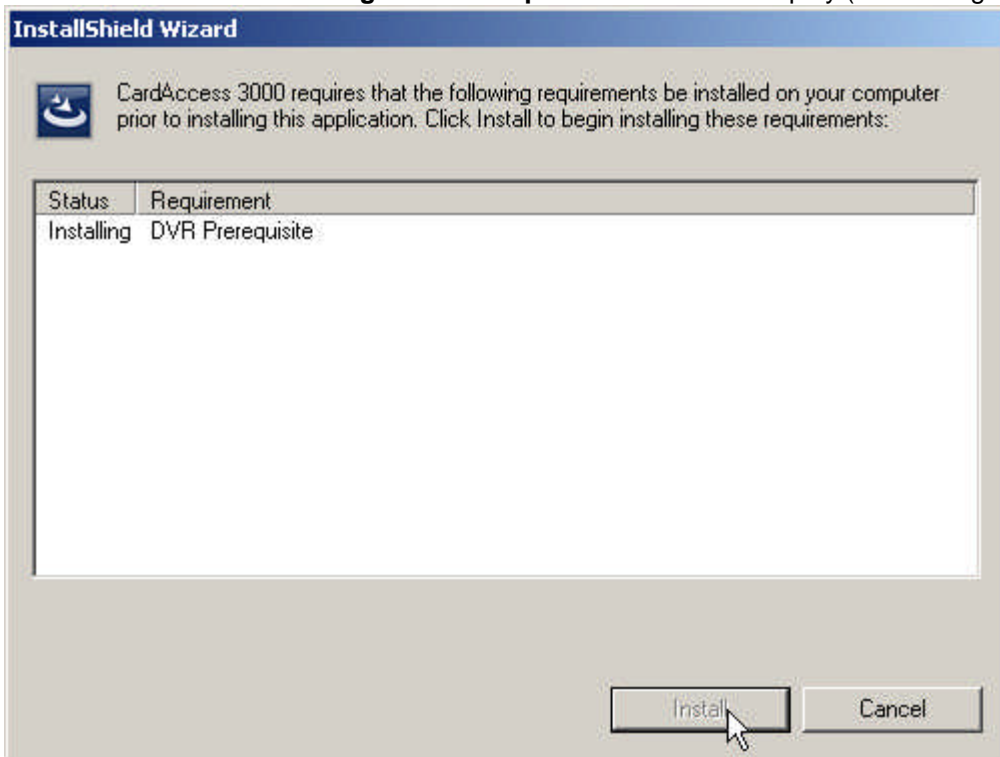 InstallShield Wizard
CardAccess 3000 requires that the following requirements be installed on your computer
prior to installing this application. Click Install to begin installing these requirements:
Status Requirement
Installing DVR Prerequisite
Install Cancel